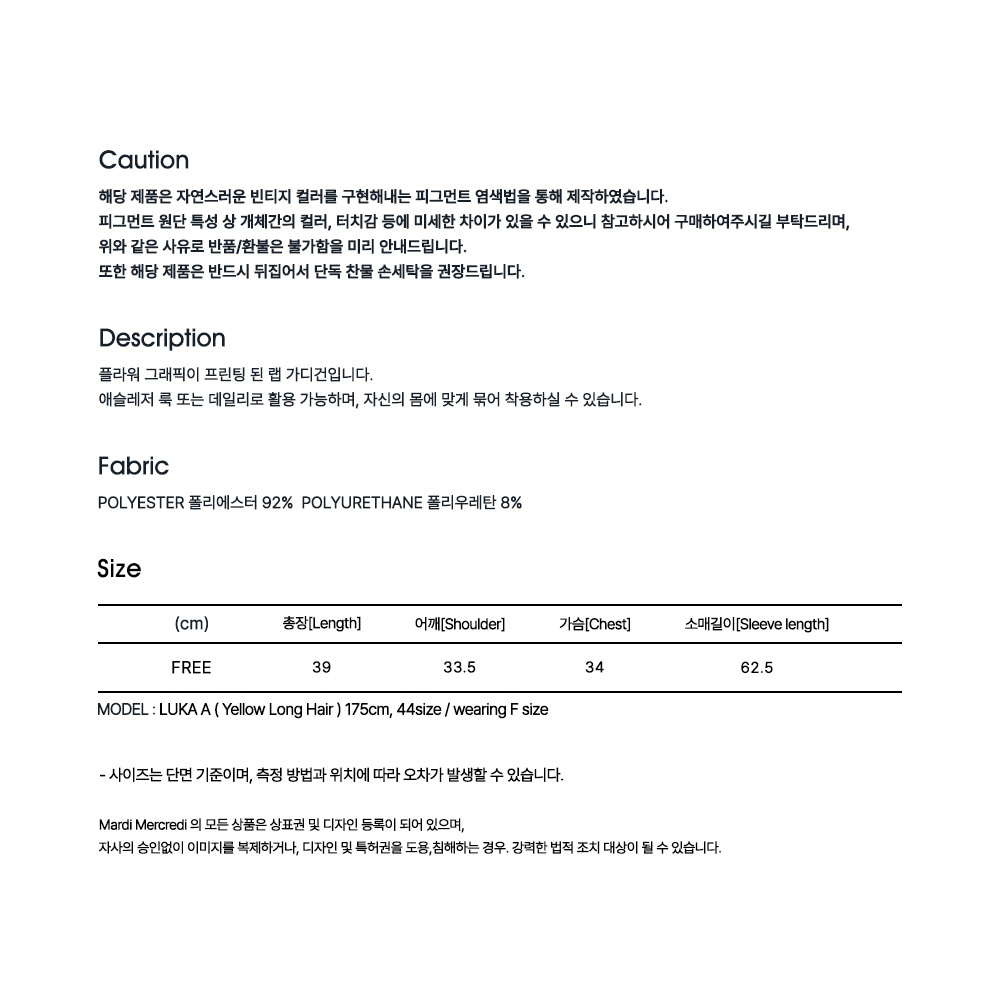 Caution
해당 제품은 자연스러운 빈티지 컬러를 구현해내는 피그먼트 염색법을 통해 제작하였습니다.
피그먼트 원단 특성 상 개체간의 컬러, 터치감 등에 미세한 차이가 있을 수 있으니 참고하시어 구매하여주시길 부탁드리며,
위와 같은 사유로 반품/환불은 불가함을 미리 안내드립니다.
또한 해당 제품은 반드시 뒤집어서 단독 찬물 손세탁을 권장드립니다.
Description
플라워 그래픽이 프린팅 된 랩 가디건입니다.
애슬레저 룩 또는 데일리로 활용 가능하며, 자신의 몸에 맞게 묶어 착용하실 수 있습니다.
Fabric
POLYESTER 폴리에스터 92% POLYURETHANE 폴리우레탄 8%
Size
(cm) 총장[Length] 어깨[Shoulder] 가슴[Chest] 소매길이[Sleeve length]
FREE 39 33.5 34 62.5
MODEL : LUKA A ( Yellow Long Hair ) 175cm, 44size / wearing F size
- 사이즈는 단면 기준이며, 측정 방법과 위치에 따라 오차가 발생할 수 있습니다.
Mardi Mercredi 의 모든 상품은 상표권 및 디자인 등록이 되어 있으며,
자사의 승인없이 이미지를 복제하거나, 디자인 및 특허권을 도용,침해하는 경우. 강력한 법적 조치 대상이 될 수 있습니다.